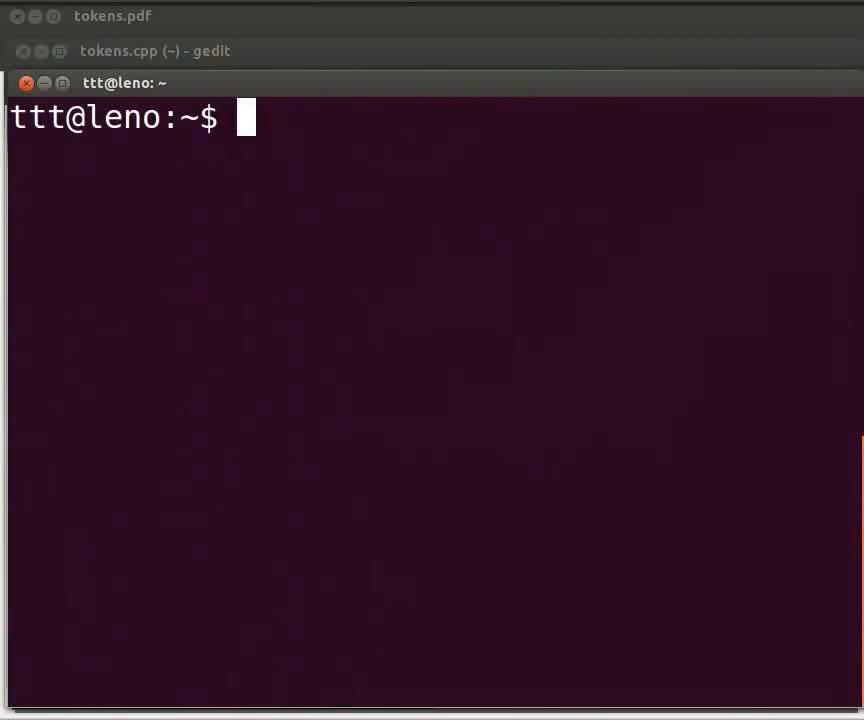 tokens.pdf
tokens.cpp (~) - gedit
ttt@leno: ~
ttt@leno:~$